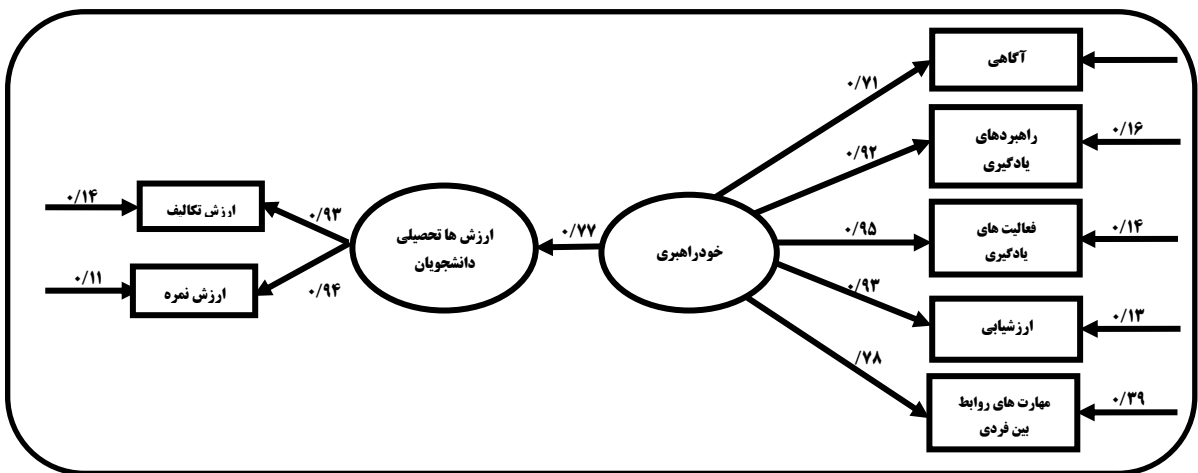 آگاهی
۰/۷۱
راهبردهای
یادگیری
۰/۱۶
۰/۹۲
فعالیت های
یادگیری
۰/۱۴
۰/۹۵
ارزشیابی
۰/۱۳
۰/۹۳
مهارت های روابط
بین فردی
۰/۳۹
/۷۸
خودراهبری
۰/۷۷
ارزش ها تحصیلی
دانشجویان
۰/۹۳
ارزش تکالیف
۰/۱۴
۰/۹۴
ارزش نمره
۰/۱۱